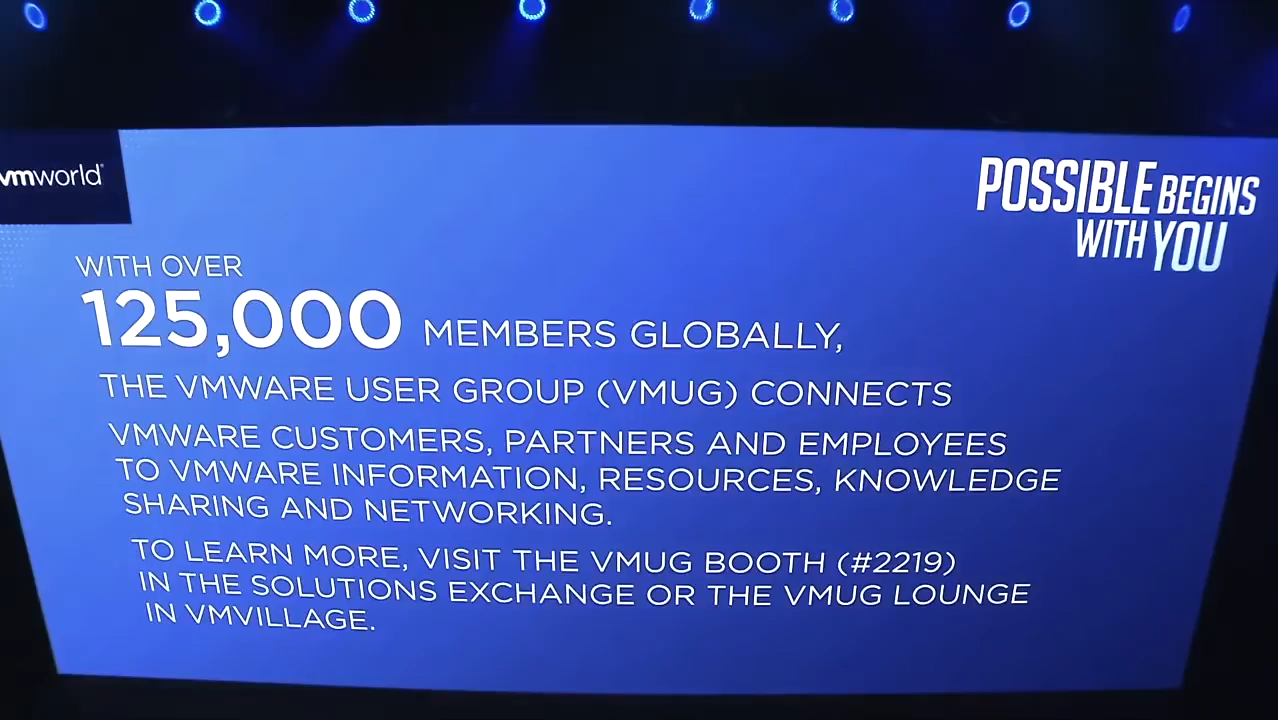 vmworld
POSSIBLE BEGINS
WITH YOU
WITH OVER
125,000 MEMBERS GLOBALLY,
THE VMWARE USER GROUP (VMUG) CONNECTS
VMWARE CUSTOMERS, PARTNERS AND EMPLOYEES
TO VMWARE INFORMATION, RESOURCES, KNOWLEDGE
SHARING AND NETWORKING.
TO LEARN MORE, VISIT THE VMUG BOOTH (#2219)
IN THE SOLUTIONS EXCHANGE OR THE VMUG LOUNGE
IN VMVILLAGE.